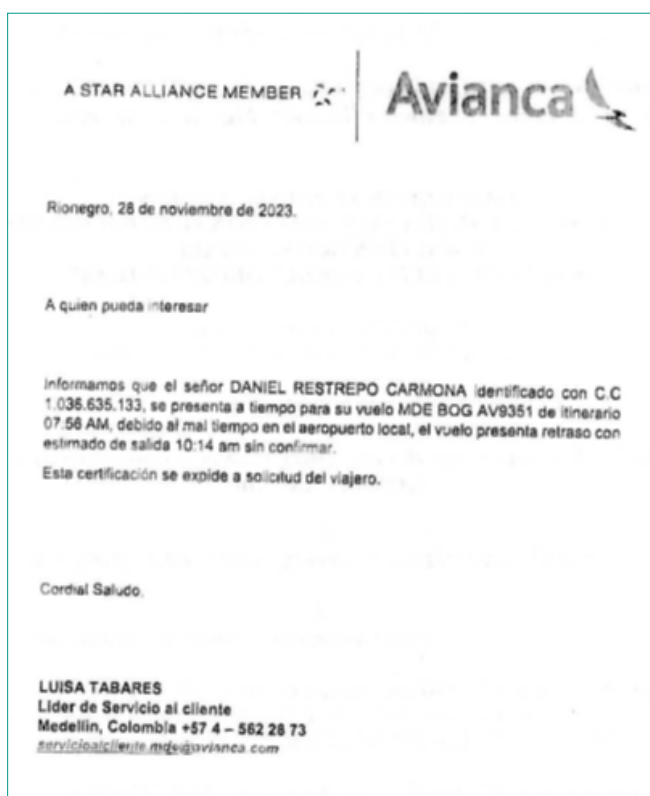 A STAR ALLIANCE MEMBER
Avianca
Rionegro, 28 de noviembre de 2023.
A quien pueda interesar
Informamos que el señor DANIEL RESTREPO CARMONA identificado con C.C
1.036.635.133, se presenta a tiempo para su vuelo MDE BOG AV9351 de itinerario
07:56 AM, debido al mal tiempo en el aeropuerto local, el vuelo presenta retraso con
estimado de salida 10:14 am sin confirmar.
Esta certificación se expide a solicitud del viajero.
Cordial Saludo,
LUISA TABARES
Lider de Servicio al cliente
Medellin, Colombia +57 4 – 562 28 73
servicioalcliente.mde@avianca.com